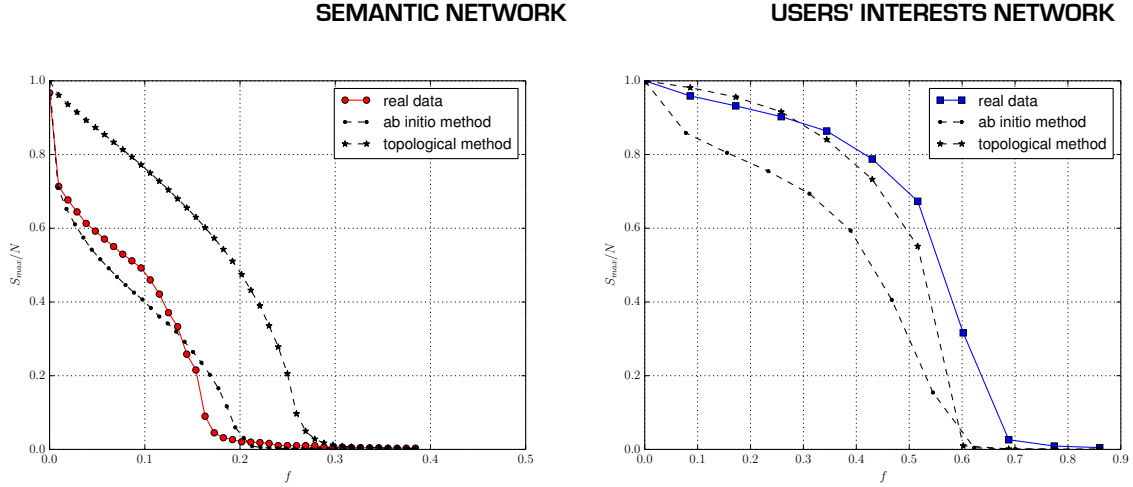 SEMANTIC NETWORK
USERS' INTERESTS NETWORK
1.0
0.8
0.6
0.4
0.2
0.0
S_max/N
real data
ab initio method
topological method
0.0 0.1 0.2 0.3 0.4 0.5
f
1.0
0.8
0.6
0.4
0.2
0.0
S_max/N
real data
ab initio method
topological method
0.0 0.1 0.2 0.3 0.4 0.5 0.6 0.7 0.8 0.9
f